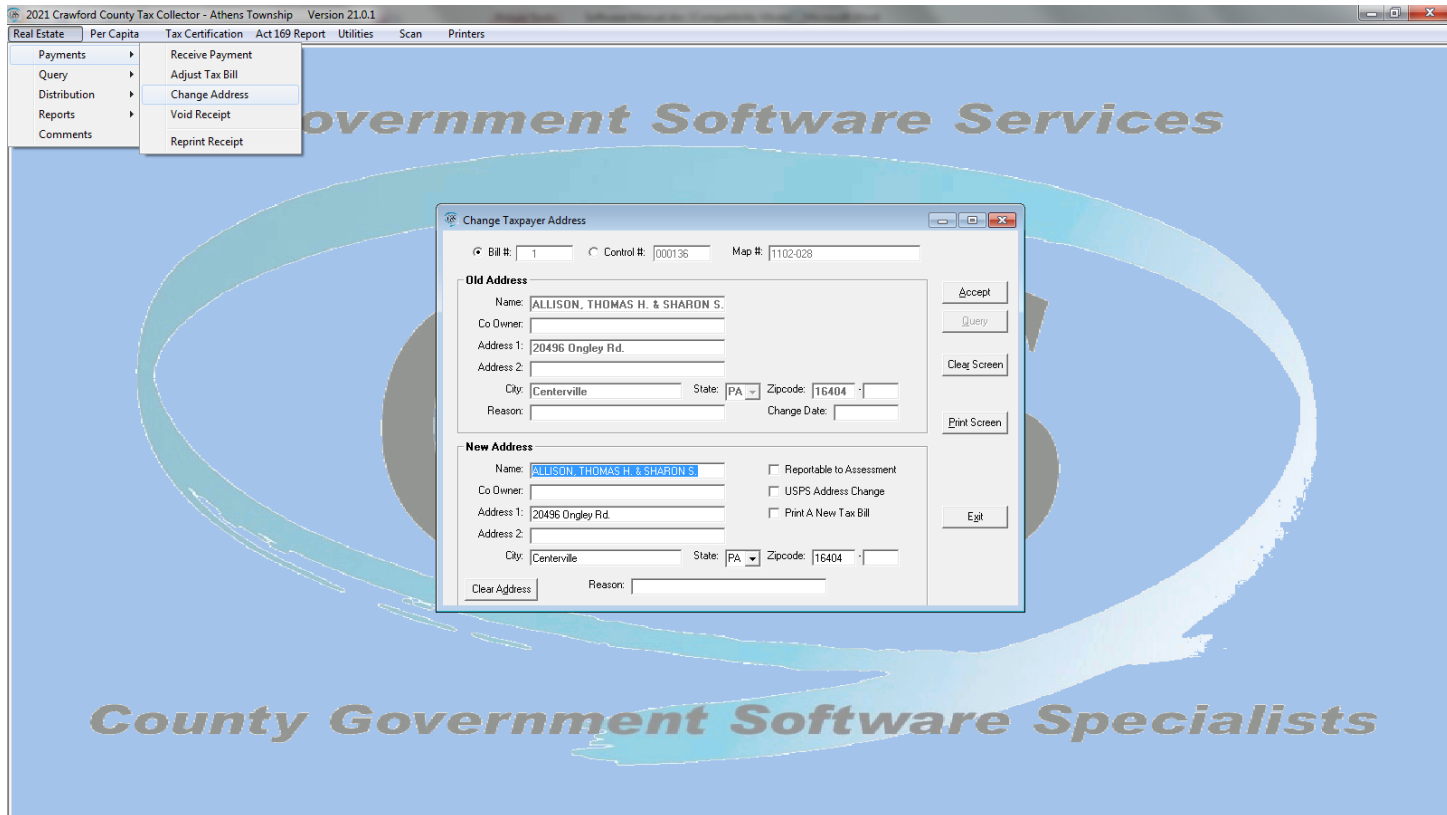 2021 Crawford County Tax Collector - Athens Township Version 21.0.1
Real Estate Per Capita Tax Certification Act 169 Report Utilities Scan Printers
Payments
Query
Distribution
Reports
Comments
Receive Payment
Adjust Tax Bill
Change Address
Void Receipt
Reprint Receipt
overnment Software Services
Change Taxpayer Address
Bill #: 1 Control #: 000136 Map #: 1102-028
Old Address
Name: ALLISON, THOMAS H. & SHARON S.
Co Owner:
Address 1: 20496 Ongley Rd.
Address 2:
City: Centerville State: PA Zipcode: 16404 -
Reason: Change Date:
New Address
Name: ALLISON, THOMAS H. & SHARON S.
Co Owner:
Address 1: 20496 Ongley Rd.
Address 2:
City: Centerville State: PA Zipcode: 16404 -
Clear Address Reason:
Reportable to Assessment
USPS Address Change
Print A New Tax Bill
Accept
Query
Clear Screen
Print Screen
Exit
County Government Software Specialists